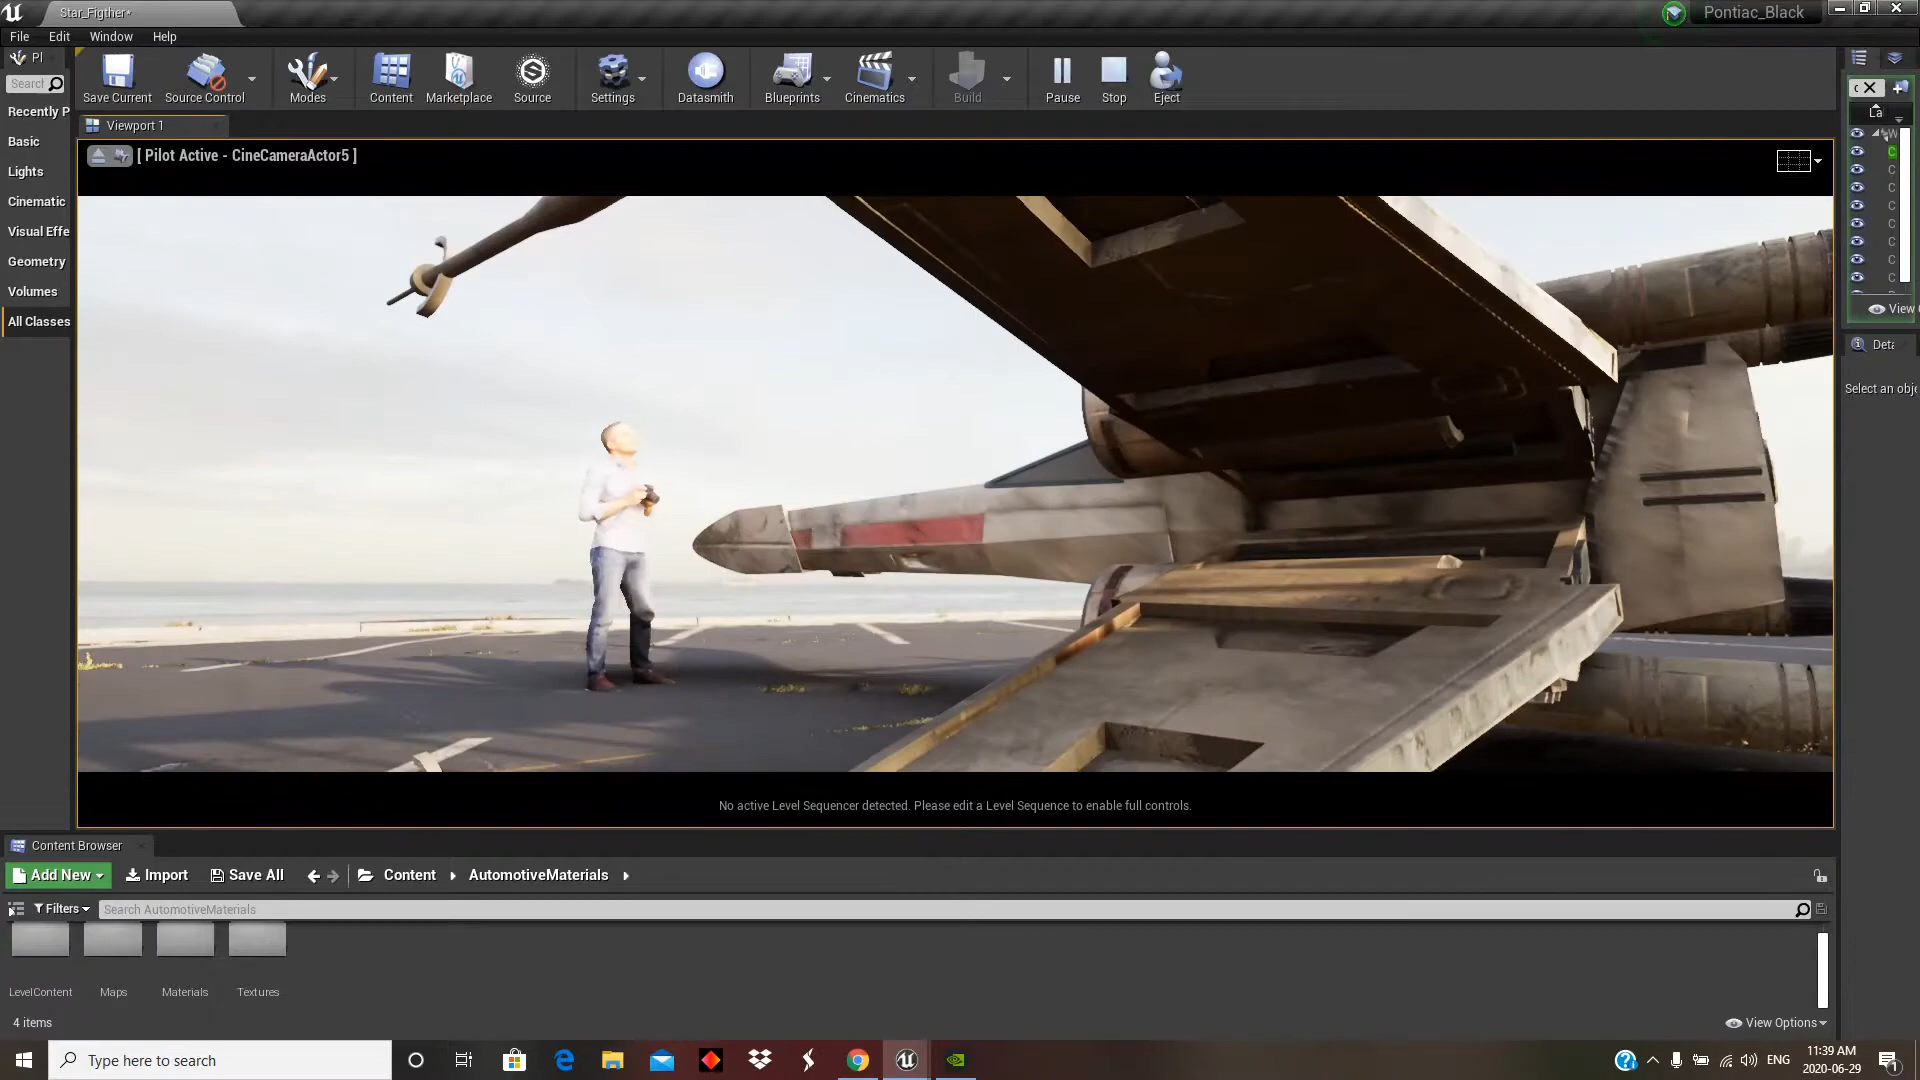 Star_Figther*
Pontiac_Black
File Edit Window Help
Pl
Search
Save Current
Source Control
Modes
Content
Marketplace
Source
Settings
Datasmith
Blueprints
Cinematics
Build
Pause
Stop
Eject
Recently P
Basic
Lights
Cinematic
Visual Effe
Geometry
Volumes
All Classes
Viewport 1
[ Pilot Active - CineCameraActor5 ]
No active Level Sequencer detected. Please edit a Level Sequence to enable full controls.
La
W
C
C
C
C
C
C
C
C
View
Deta
Select an obje
Content Browser
Add New Import Save All Content AutomotiveMaterials
Filters Search AutomotiveMaterials
LevelContent Maps Materials Textures
4 items
View Options
Type here to search
ENG
11:39 AM
2020-06-29
1